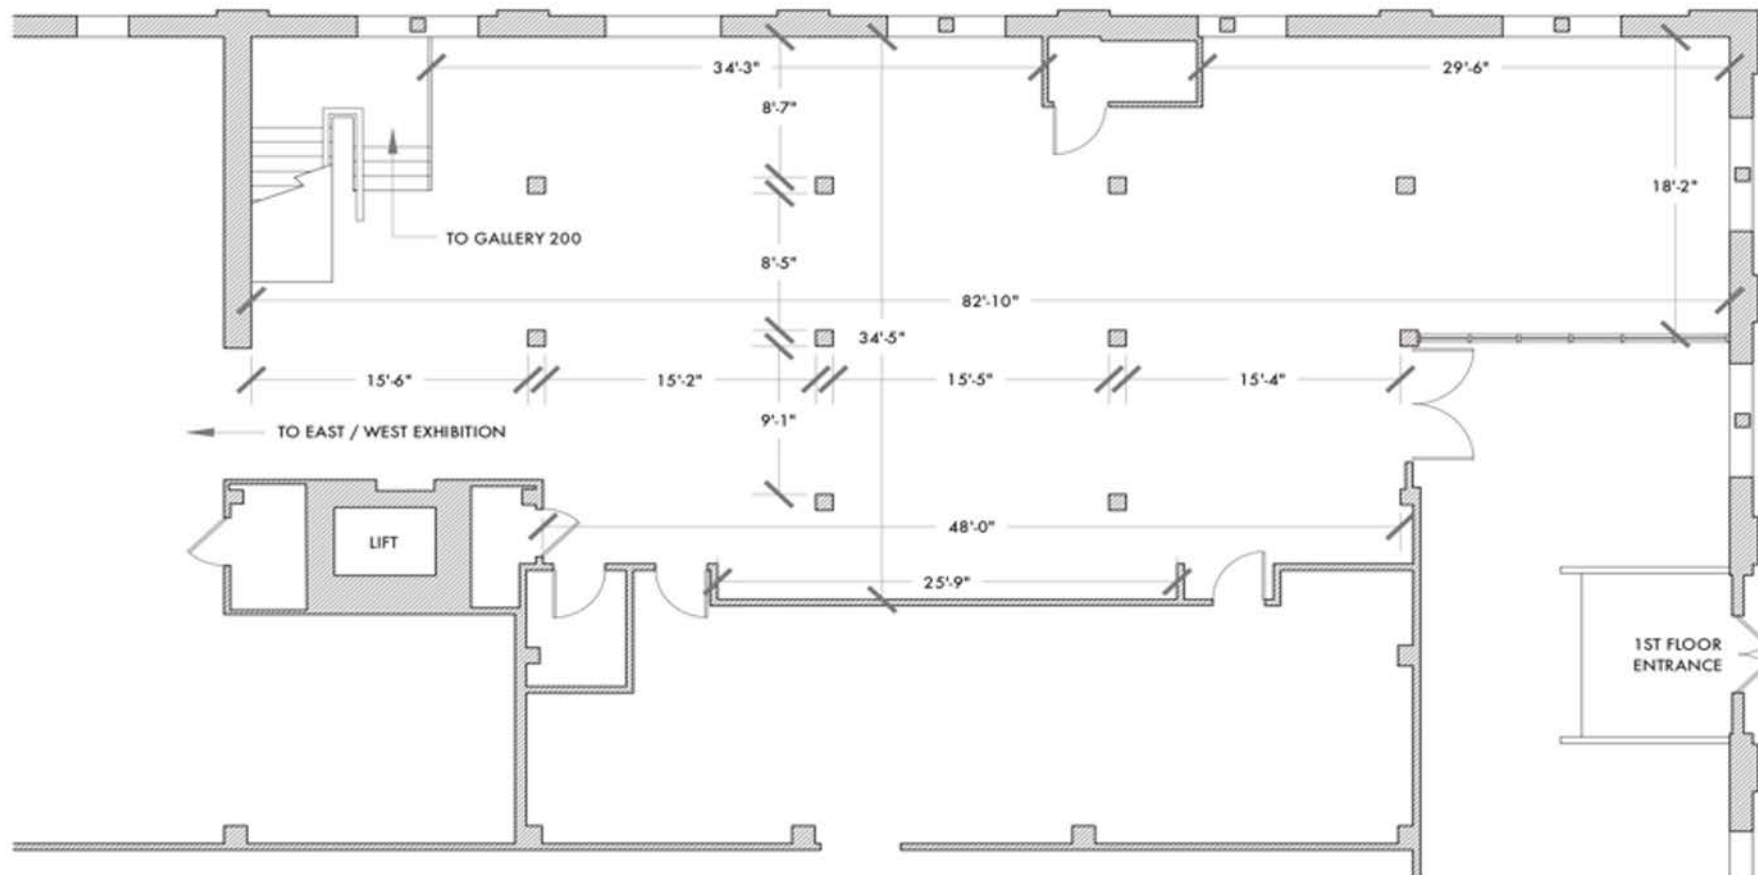 34'-3"
29'-6"
8'-7"
18'-2"
TO GALLERY 200
8'-5"
82'-10"
34'-5"
15'-6"
15'-2"
15'-5"
15'-4"
9'-1"
TO EAST / WEST EXHIBITION
48'-0"
LIFT
25'-9"
1ST FLOOR
ENTRANCE